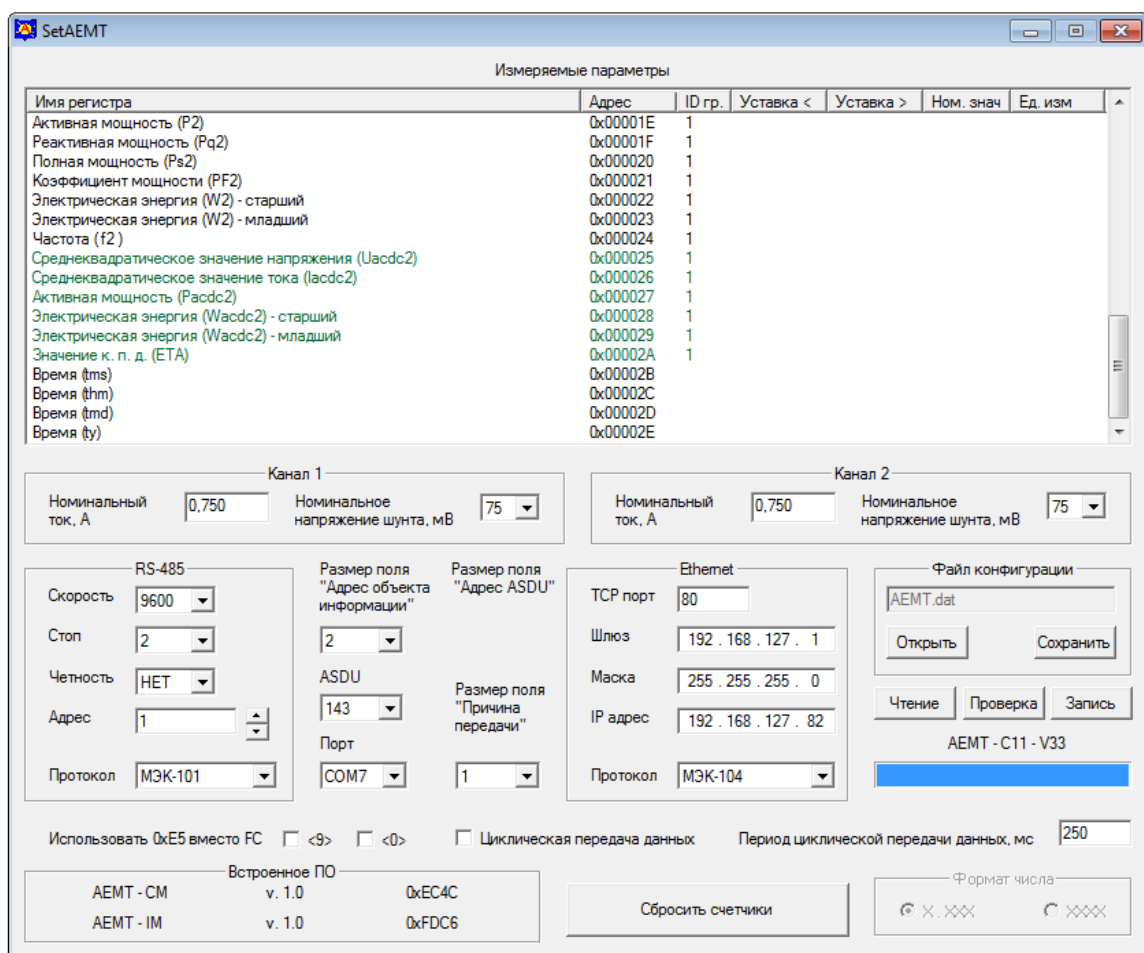 SetAEMT
Измеряемые параметры
Имя регистра Адрес ID гр. Уставка < Уставка > Ном. знач Ед. изм
Активная мощность (P2) 0x00001E 1
Реактивная мощность (Pq2) 0x00001F 1
Полная мощность (Ps2) 0x000020 1
Коэффициент мощности (PF2) 0x000021 1
Электрическая энергия (W2) - старший 0x000022 1
Электрическая энергия (W2) - младший 0x000023 1
Частота (f2 ) 0x000024 1
Среднеквадратическое значение напряжения (Uacdc2) 0x000025 1
Среднеквадратическое значение тока (Iacdc2) 0x000026 1
Активная мощность (Pacdc2) 0x000027 1
Электрическая энергия (Wacdc2) - старший 0x000028 1
Электрическая энергия (Wacdc2) - младший 0x000029 1
Значение к. п. д. (ETA) 0x00002A 1
Время (tms) 0x00002B
Время (thm) 0x00002C
Время (tmd) 0x00002D
Время (ty) 0x00002E
Канал 1
Номинальный ток, А 0,750 Номинальное напряжение шунта, мВ 75
Канал 2
Номинальный ток, А 0,750 Номинальное напряжение шунта, мВ 75
RS-485
Скорость 9600
Стоп 2
Четность НЕТ
Адрес 1
Протокол МЭК-101
Размер поля
"Адрес объекта
информации"
2
ASDU
143
Порт
COM7
Размер поля
"Адрес ASDU"
Размер поля
"Причина
передачи"
1
Ethernet
TCP порт 80
Шлюз 192 . 168 . 127 . 1
Маска 255 . 255 . 255 . 0
IP адрес 192 . 168 . 127 . 82
Протокол МЭК-104
Файл конфигурации
AEMT.dat
Открыть Сохранить
Чтение Проверка Запись
AEMT - C11 - V33
Использовать 0xE5 вместо FC <9> <0> Циклическая передача данных Период циклической передачи данных, мс 250
Встроенное ПО
AEMT - CM v. 1.0 0xEC4C
AEMT - IM v. 1.0 0xFDC6
Сбросить счетчики
Формат числа
X . XXX XXXX